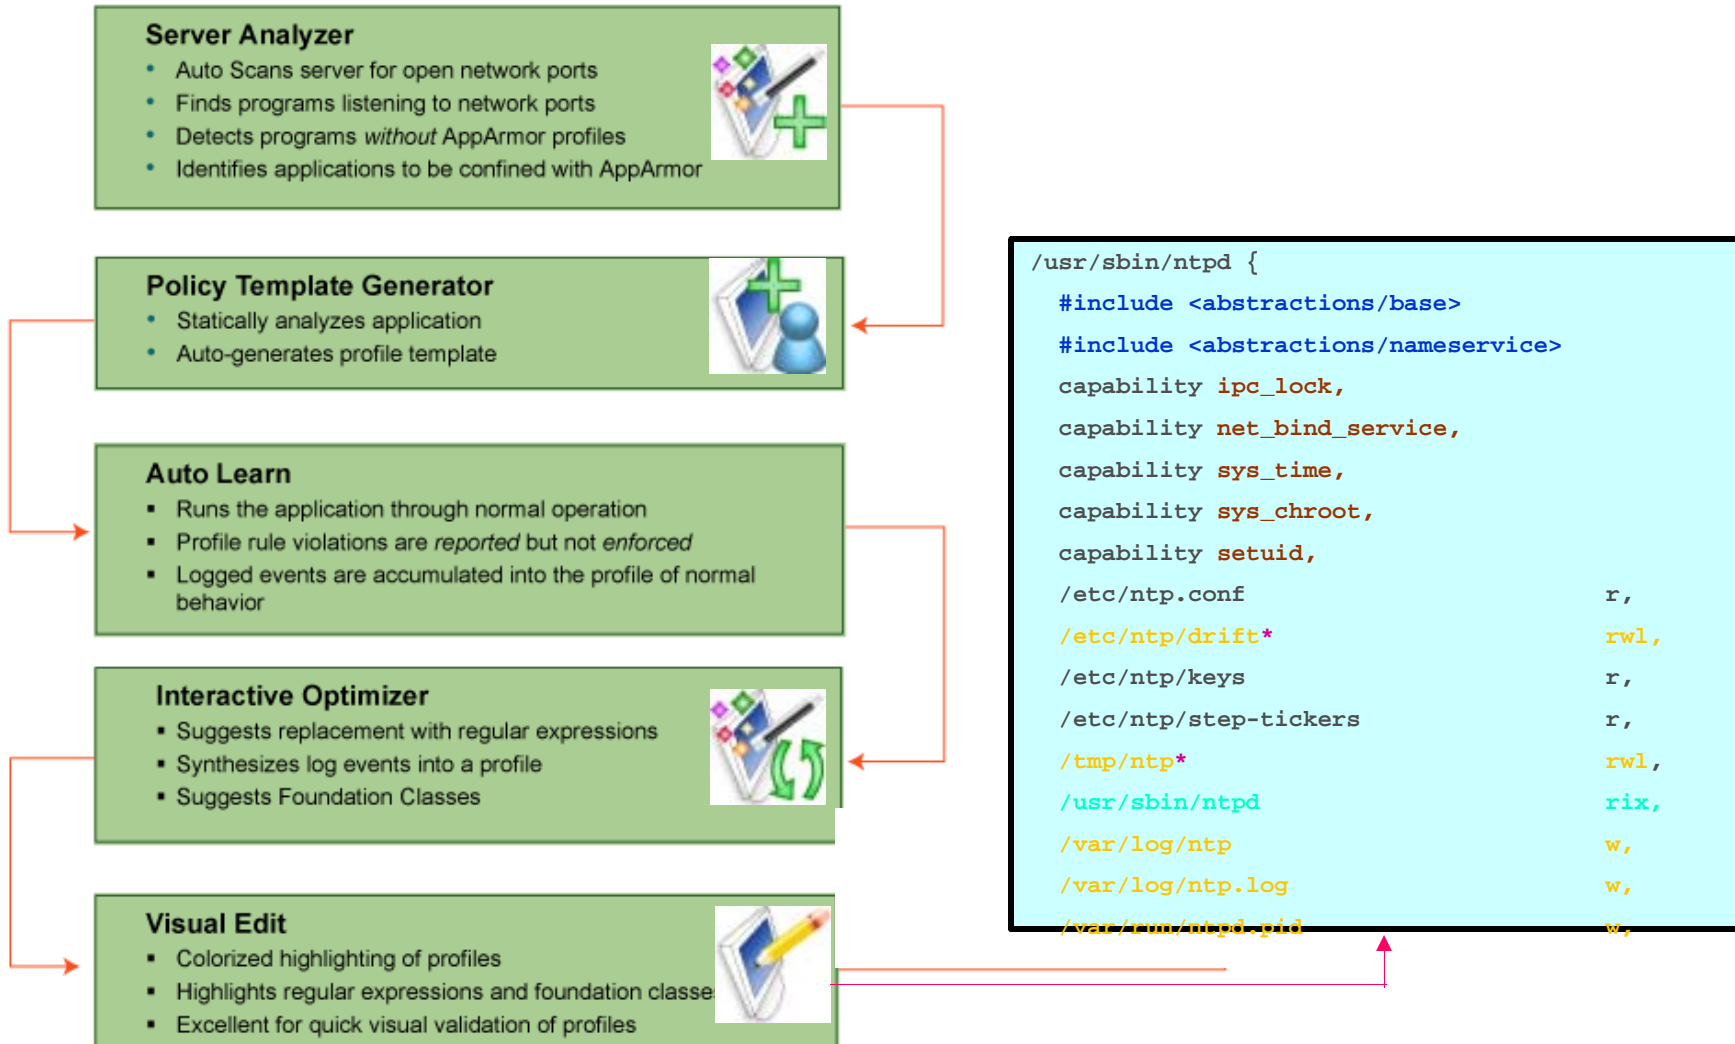 Server Analyzer
• Auto Scans server for open network ports
• Finds programs listening to network ports
• Detects programs without AppArmor profiles
• Identifies applications to be confined with AppArmor
Policy Template Generator
• Statically analyzes application
• Auto-generates profile template
Auto Learn
▪ Runs the application through normal operation
▪ Profile rule violations are reported but not enforced
▪ Logged events are accumulated into the profile of normal
behavior
Interactive Optimizer
▪ Suggests replacement with regular expressions
▪ Synthesizes log events into a profile
▪ Suggests Foundation Classes
Visual Edit
▪ Colorized highlighting of profiles
▪ Highlights regular expressions and foundation classe
▪ Excellent for quick visual validation of profiles
/usr/sbin/ntpd {
#include <abstractions/base>
#include <abstractions/nameservice>
capability ipc_lock,
capability net_bind_service,
capability sys_time,
capability sys_chroot,
capability setuid,
/etc/ntp.conf r,
/etc/ntp/drift* rwl,
/etc/ntp/keys r,
/etc/ntp/step-tickers r,
/tmp/ntp* rwl,
/usr/sbin/ntpd rix,
/var/log/ntp w,
/var/log/ntp.log w,
/var/run/ntpd.pid w,